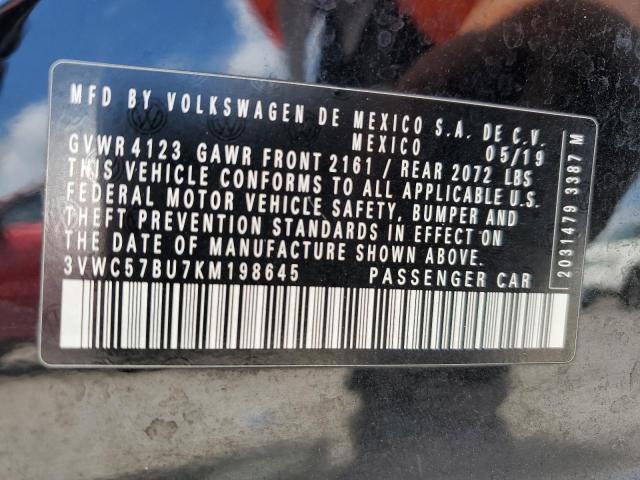 MFD BY VOLKSWAGEN DE MEXICO S.A. DE C.V.
MEXICO 05/19
GVWR 4123 GAWR FRONT 2161 / REAR 2072 LBS
THIS VEHICLE CONFORMS TO ALL APPLICABLE U.S.
FEDERAL MOTOR VEHICLE SAFETY, BUMPER AND
THEFT PREVENTION STANDARDS IN EFFECT ON
THE DATE OF MANUFACTURE SHOWN ABOVE.
3VWC57BU7KM198645 PASSENGER CAR
2031479 3387 M